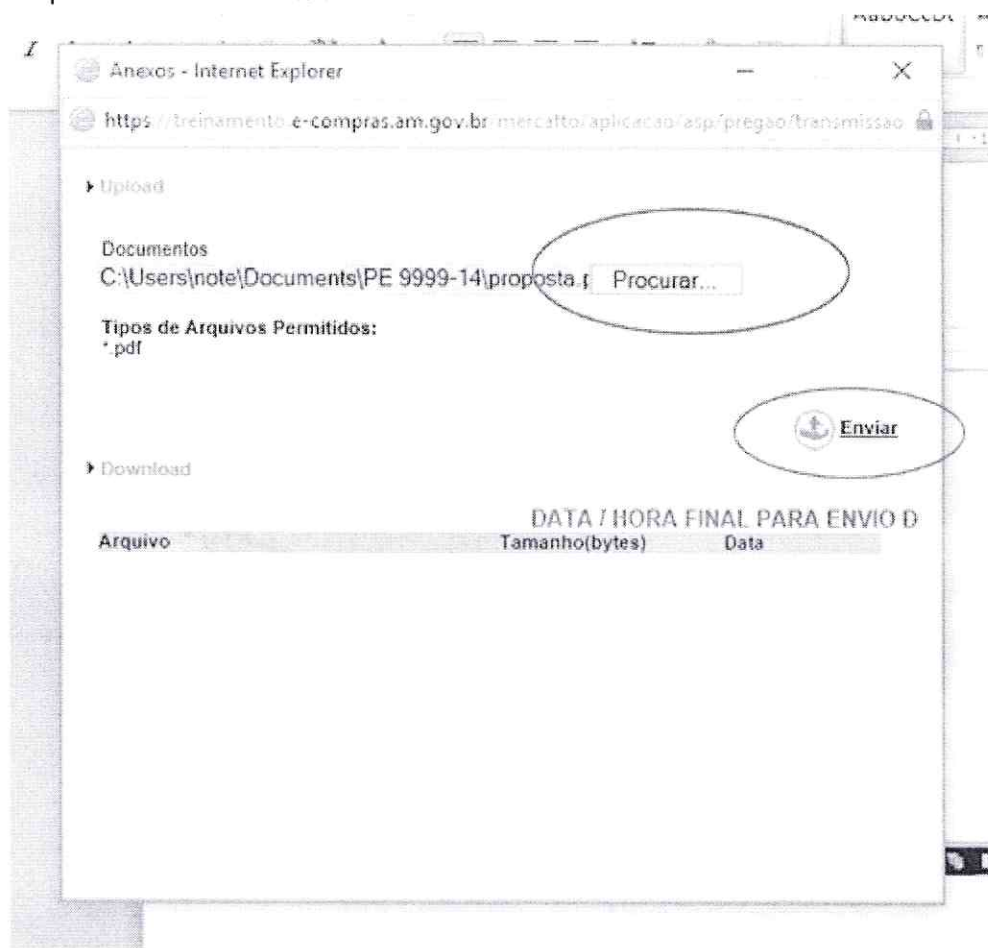 I
Anexos - Internet Explorer
https://treinamento.e-compras.am.gov.br/mercatto/aplicacao/asp/pregao/transmissao
Upload
Documentos
C:\Users\note\Documents\PE 9999-14\proposta.p Procurar...
Tipos de Arquivos Permitidos:
*.pdf
Enviar
Download
DATA / HORA FINAL PARA ENVIO D
Arquivo Tamanho(bytes) Data